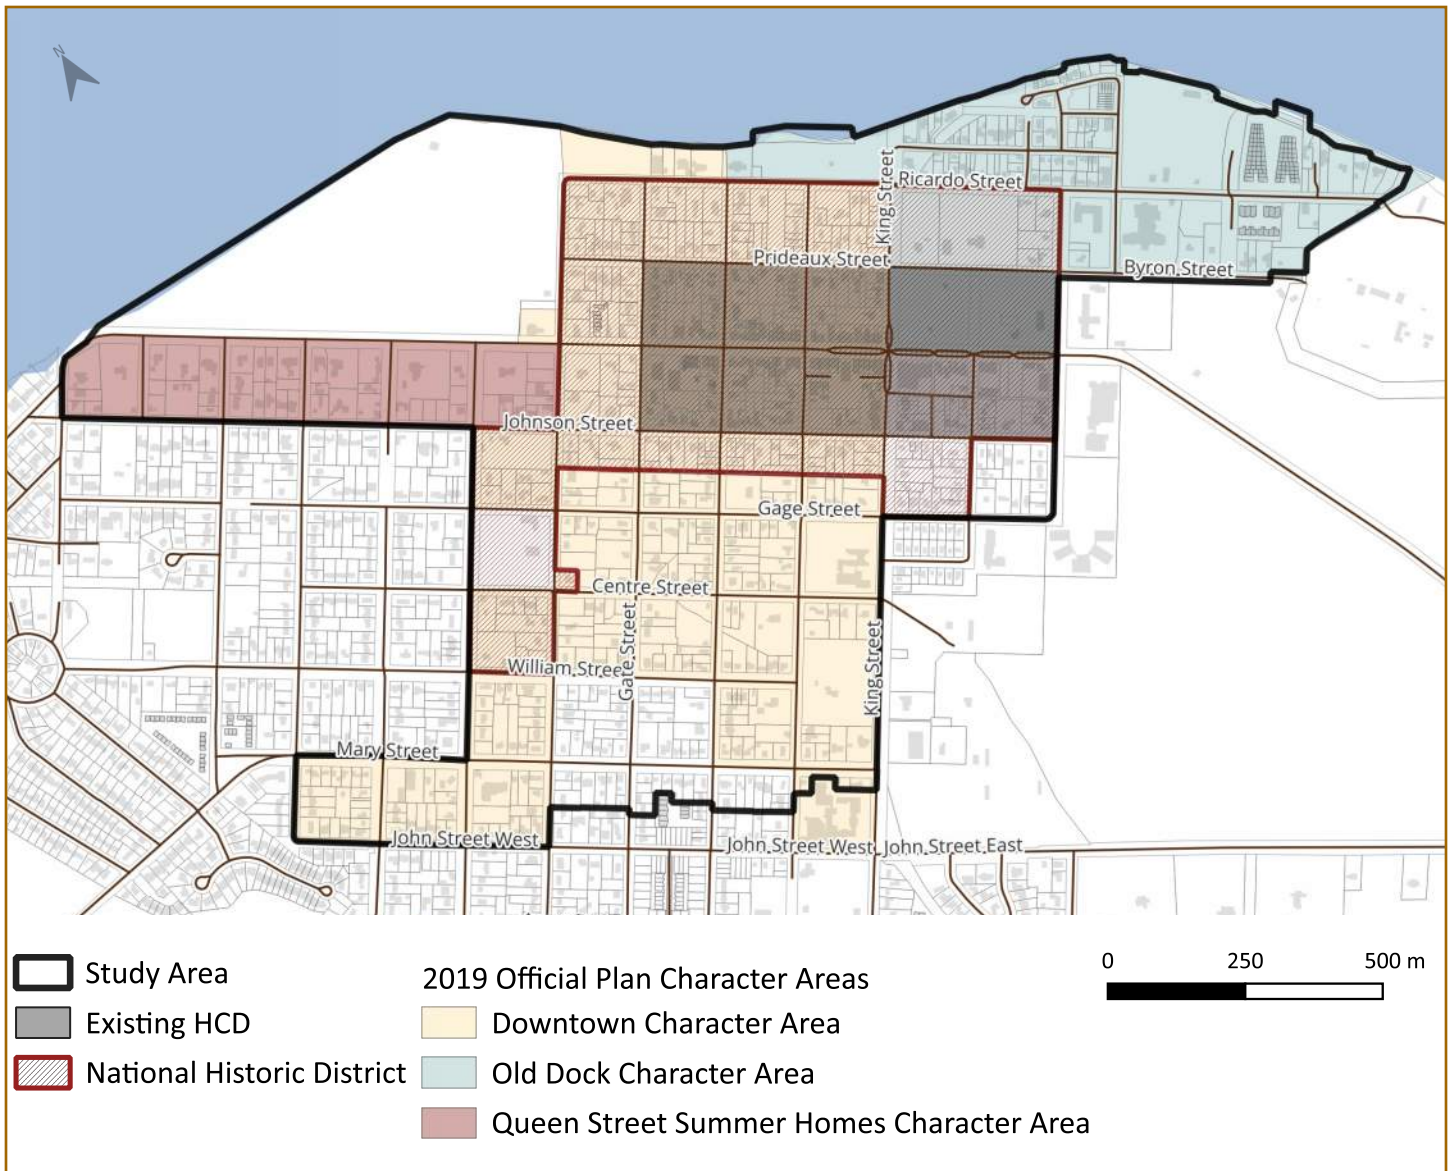 N
King Street
Ricardo Street
Prideaux Street
Byron Street
Johnson Street
Gage Street
Centre Street
Gate Street
King Street
William Stree
Mary Street
John Street West
John Street West
John Street East
Study Area
Existing HCD
National Historic District
2019 Official Plan Character Areas
Downtown Character Area
Old Dock Character Area
Queen Street Summer Homes Character Area
0 250 500 m